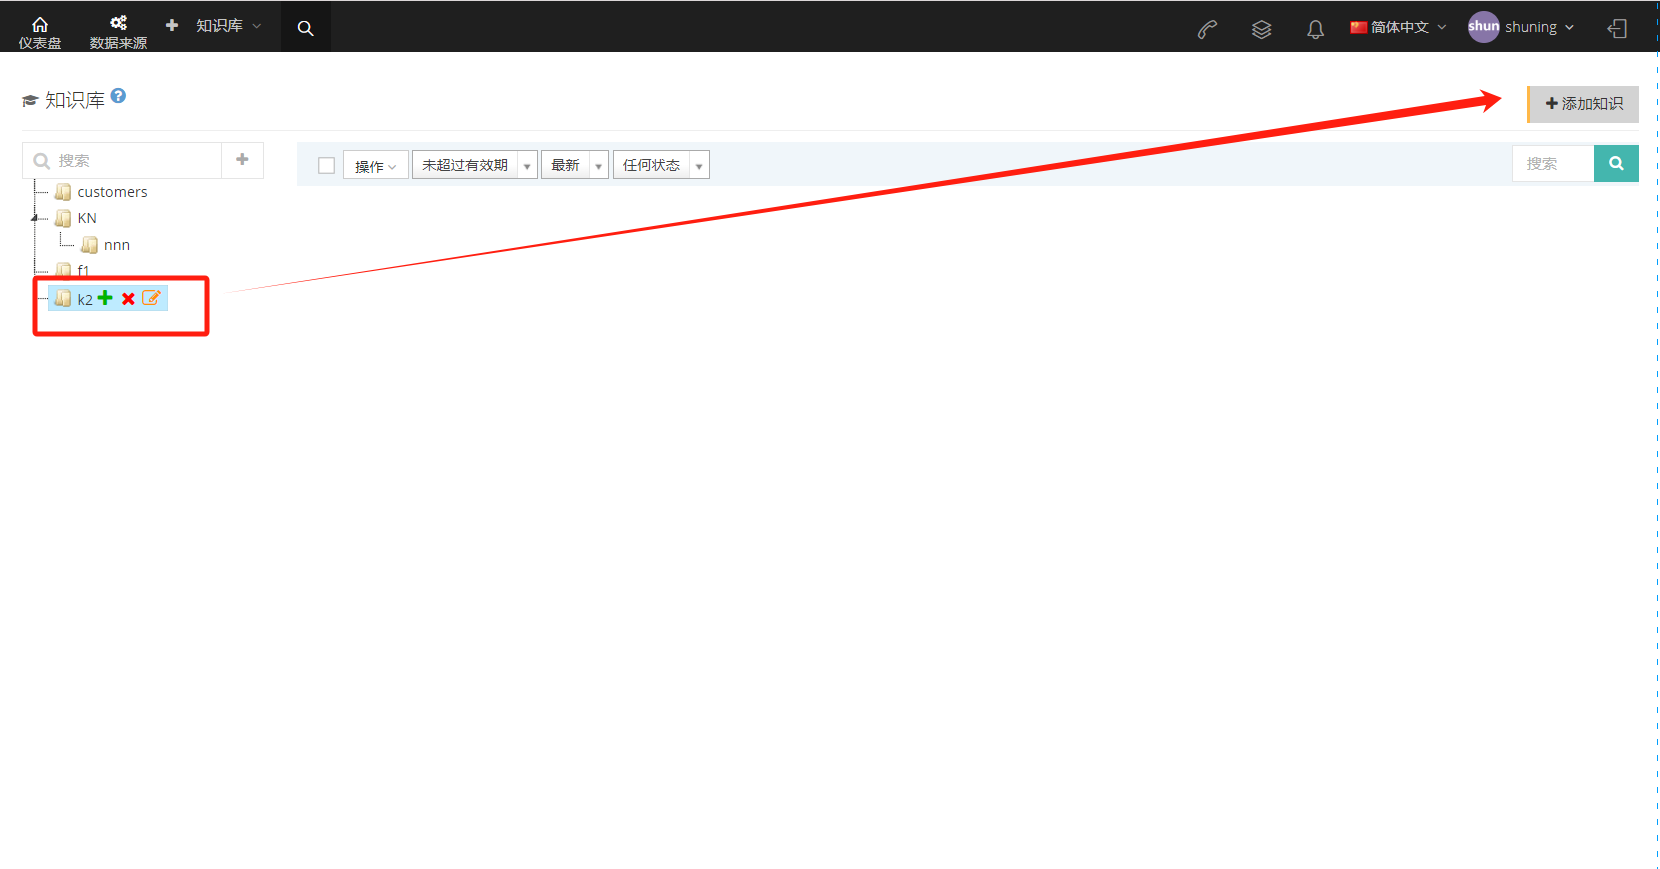 仪表盘
数据来源
知识库
简体中文
shun
shuning
知识库
添加知识
搜索
操作
未超过有效期
最新
任何状态
搜索
customers
KN
nnn
f1
k2